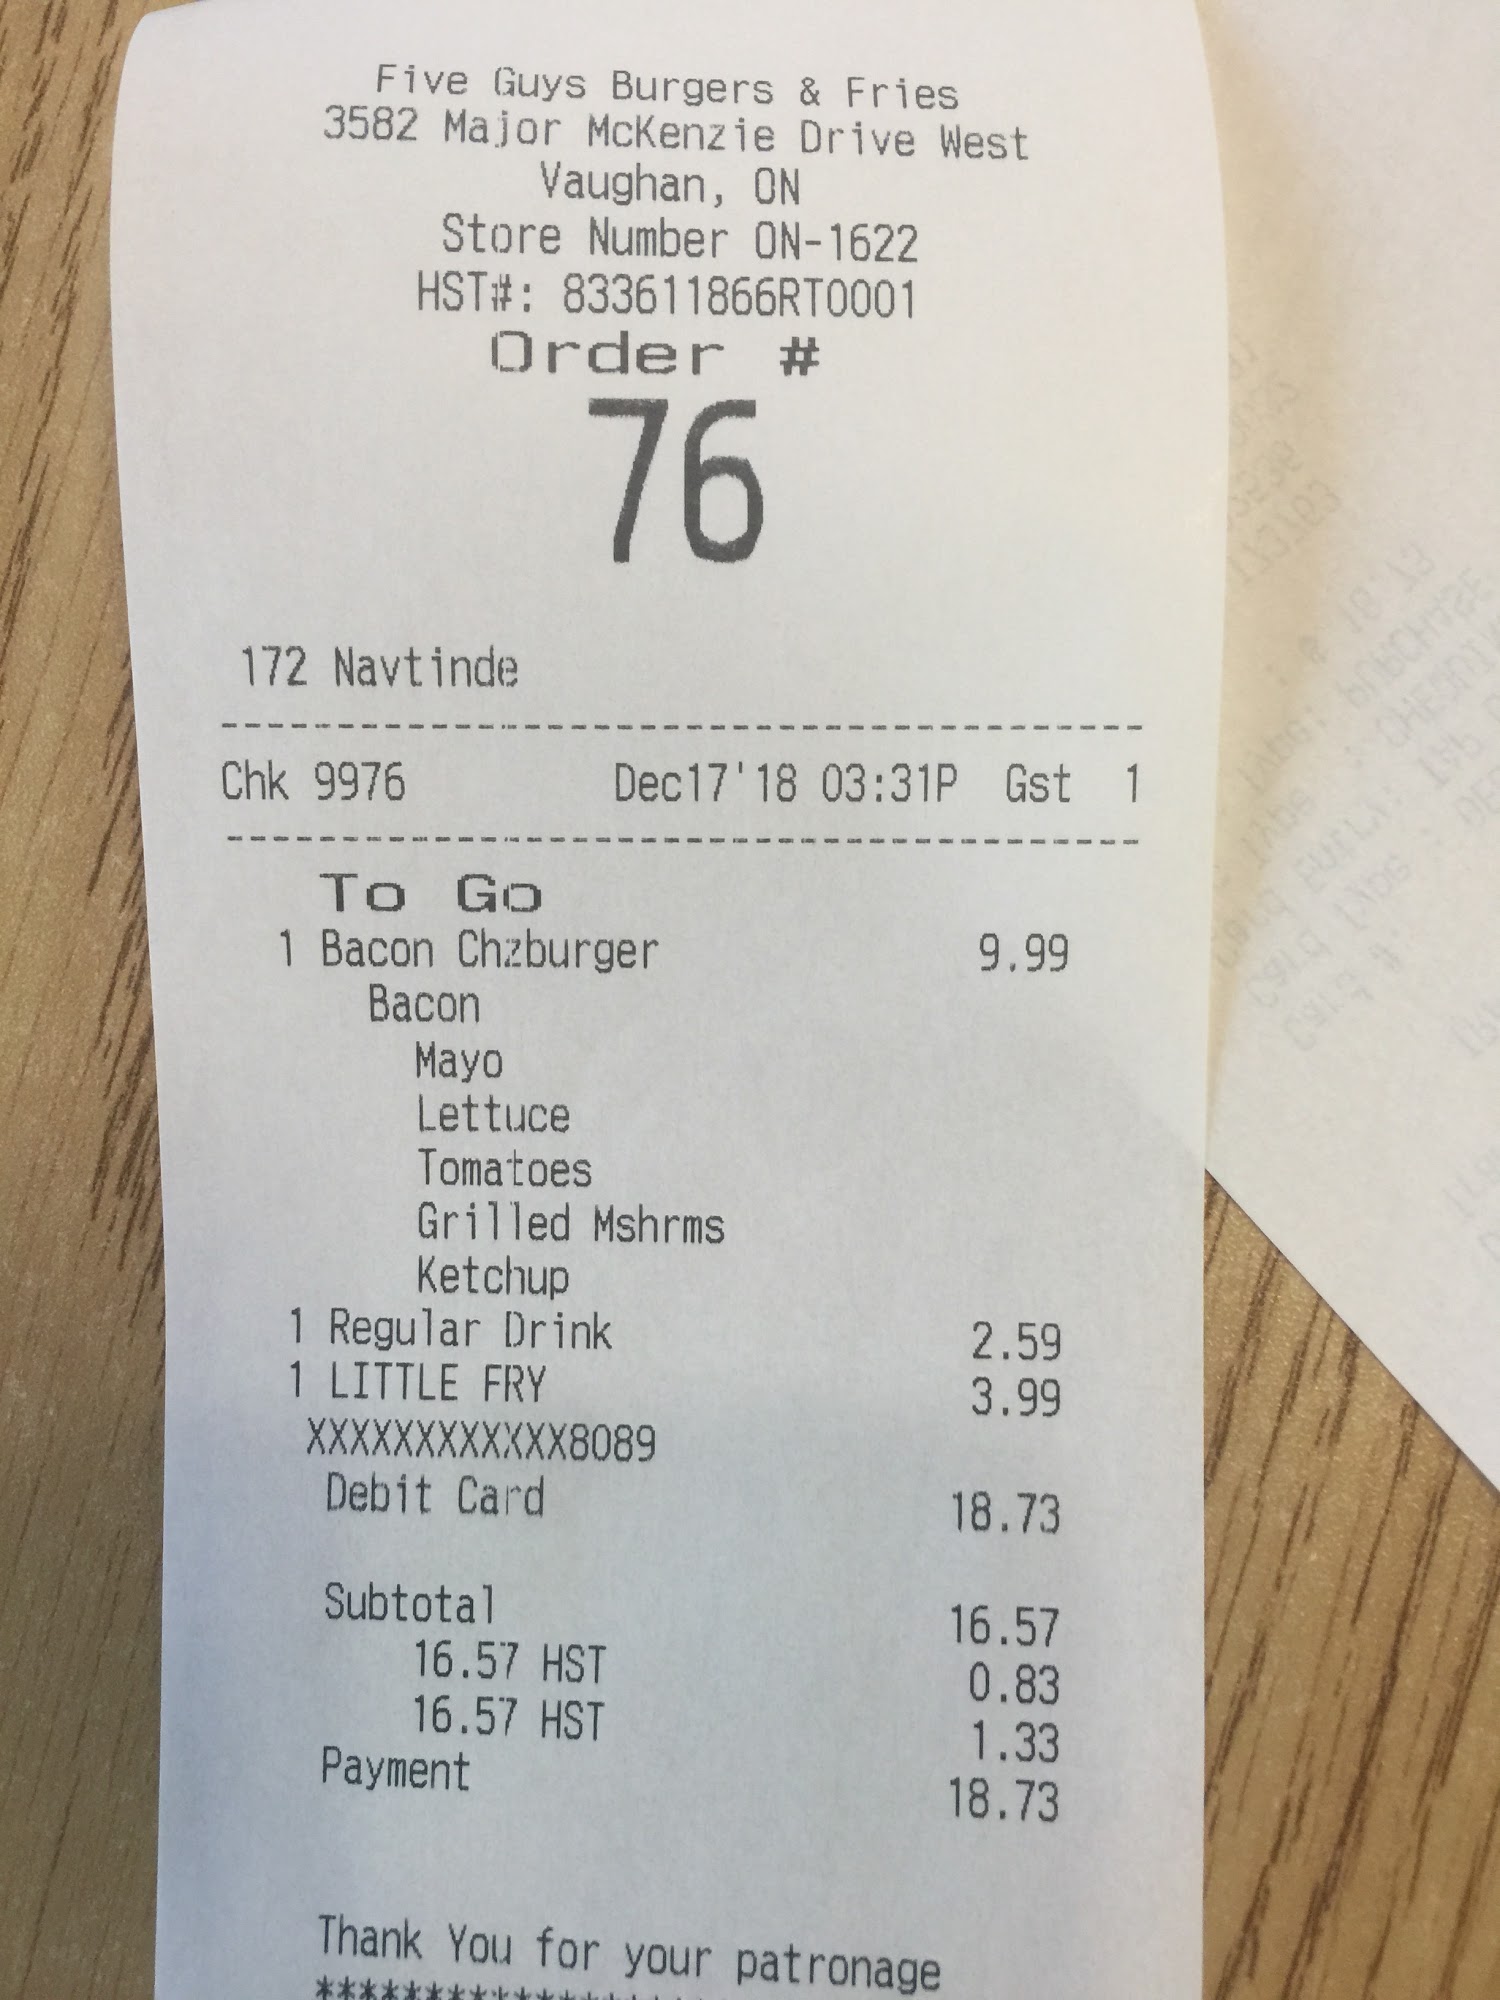 Five Guys Burgers & Fries
3582 Major McKenzie Drive West
Vaughan, ON
Store Number ON-1622
HST#: 833611866RT0001
Order #
76
172 Navtinde
----------------------------------------
Chk 9976 Dec17'18 03:31P Gst 1
----------------------------------------
To Go
1 Bacon Chzburger 9.99
Bacon
Mayo
Lettuce
Tomatoes
Grilled Mshrms
Ketchup
1 Regular Drink 2.59
1 LITTLE FRY 3.99
XXXXXXXXXXXX8089
Debit Card 18.73
Subtotal 16.57
16.57 HST 0.83
16.57 HST 1.33
Payment 18.73
Thank You for your patronage